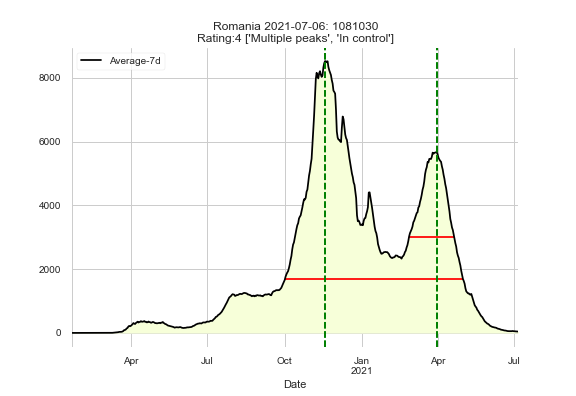 Romania 2021-07-06: 1081030
Rating:4 ['Multiple peaks', 'In control']
Average-7d
8000
6000
4000
2000
0
Apr
Jul
Oct
Jan
2021
Apr
Jul
Date